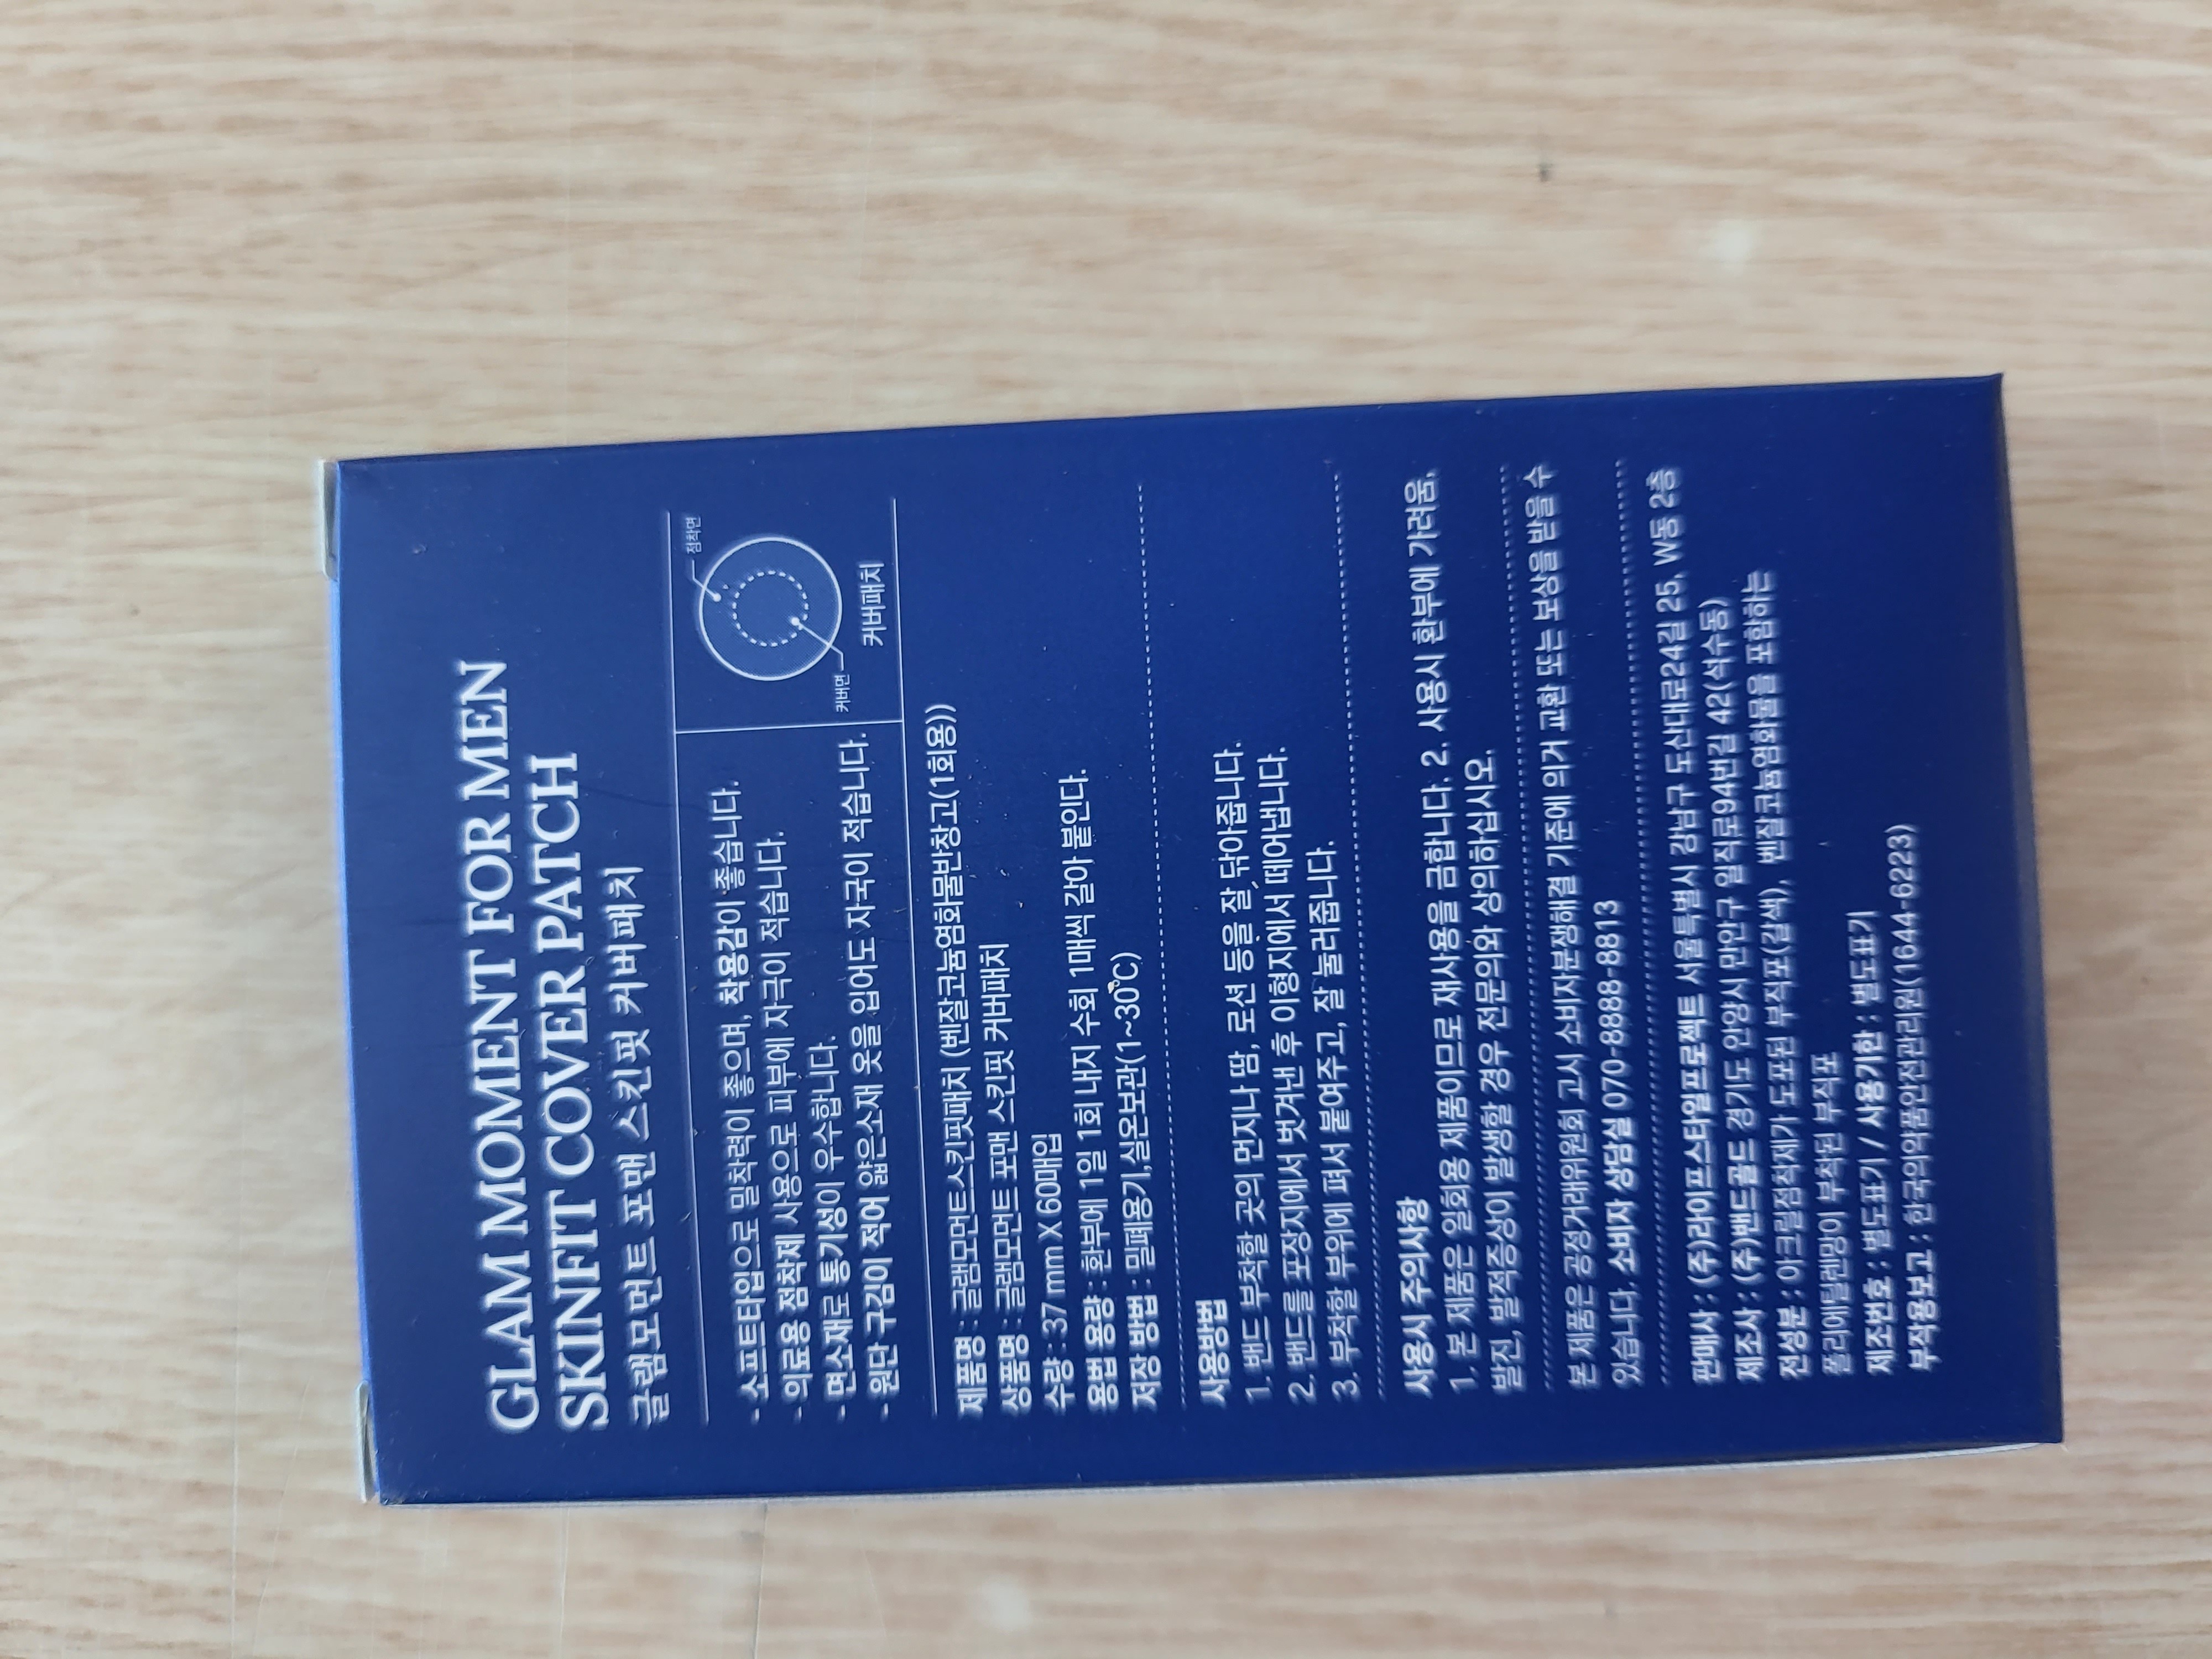 GLAM MOMENT FOR MEN
SKINFIT COVER PATCH
글램모먼트 포맨 스킨핏 커버패치
- 소프트타입으로 밀착력이 좋으며, 착용감이 좋습니다.
- 의료용 점착제 사용으로 피부에 자극이 적습니다.
- 면소재로 통기성이 우수합니다.
- 원단 구김이 적어 얇은소재 옷을 입어도 자국이 적습니다.
점착면
커버면
커버패치
제품명 : 글램모먼트스킨핏패치 (벤잘코늄염화물반창고(1회용))
상품명 : 글램모먼트 포맨 스킨핏 커버패치
수량 : 37 mm X 60매입
용법 용량 : 환부에 1일 1회 내지 수회 1매씩 갈아 붙인다.
저장 방법 : 밀폐용기,실온보관(1~30℃)
사용방법
1. 밴드 부착할 곳의 먼지나 땀, 로션 등을 잘 닦아줍니다.
2. 밴드를 포장지에서 벗겨낸 후 이형지에서 떼어냅니다.
3. 부착할 부위에 펴서 붙여주고, 잘 눌러줍니다.
사용시 주의사항
1. 본 제품은 일회용 제품이므로 재사용을 금합니다. 2. 사용시 환부에 가려움,
발진, 발적증상이 발생할 경우 전문의와 상의하십시오.
본 제품은 공정거래위원회 고시 소비자분쟁해결 기준에 의거 교환 또는 보상을 받을 수
있습니다. 소비자 상담실 070-8888-8813
판매사 : (주)라이프스타일프로젝트 서울특별시 강남구 도산대로24길 25, W동 2층
제조사 : (주)밴드골드 경기도 안양시 만안구 일직로94번길 42(석수동)
전성분 : 아크릴점착제가 도포된 부직포(갈색), 벤잘코늄염화물을 포함하는
폴리에틸렌망이 부착된 부직포
제조번호 : 별도표기 / 사용기한 : 별도표기
부작용보고 : 한국의약품안전관리원(1644-6223)